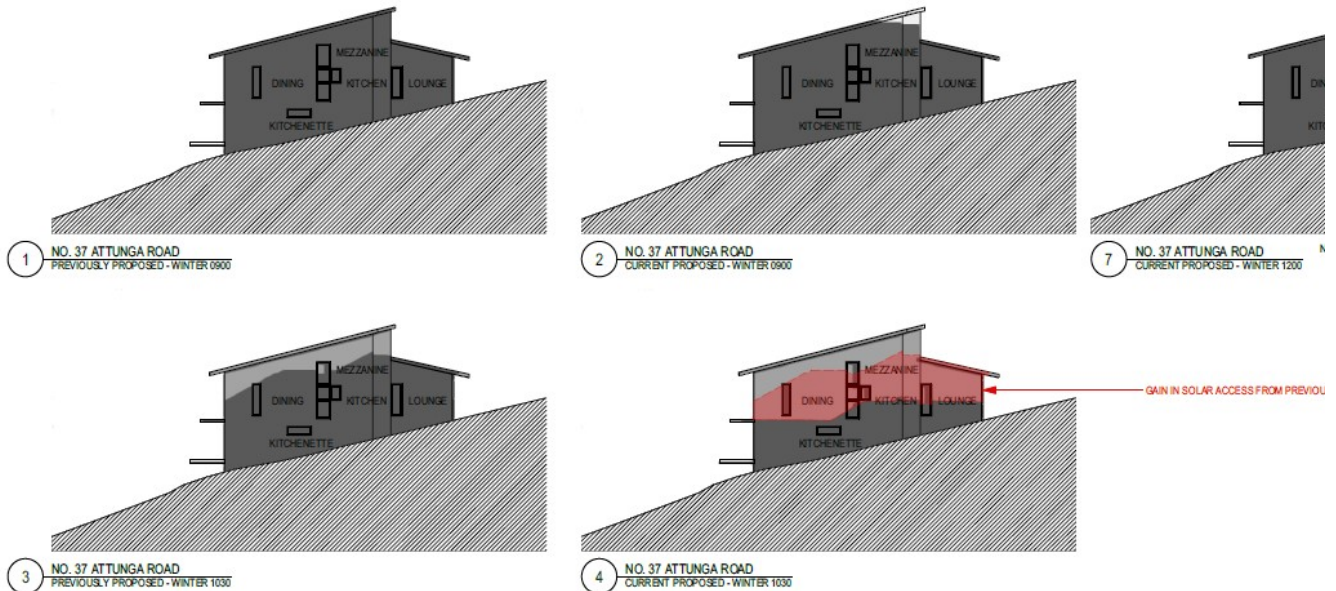 MEZZANINE
DINING
KITCHEN
LOUNGE
KITCHENETTE
1
NO. 37 ATTUNGA ROAD
PREVIOUSLY PROPOSED - WINTER 0900
MEZZANINE
DINING
KITCHEN
LOUNGE
KITCHENETTE
2
NO. 37 ATTUNGA ROAD
CURRENT PROPOSED - WINTER 0900
DIN
KITC
7
NO. 37 ATTUNGA ROAD
CURRENT PROPOSED - WINTER 1200
N
MEZZANINE
DINING
KITCHEN
LOUNGE
KITCHENETTE
3
NO. 37 ATTUNGA ROAD
PREVIOUSLY PROPOSED - WINTER 1030
MEZZANINE
DINING
KITCHEN
LOUNGE
KITCHENETTE
GAIN IN SOLAR ACCESS FROM PREVIOU
4
NO. 37 ATTUNGA ROAD
CURRENT PROPOSED - WINTER 1030